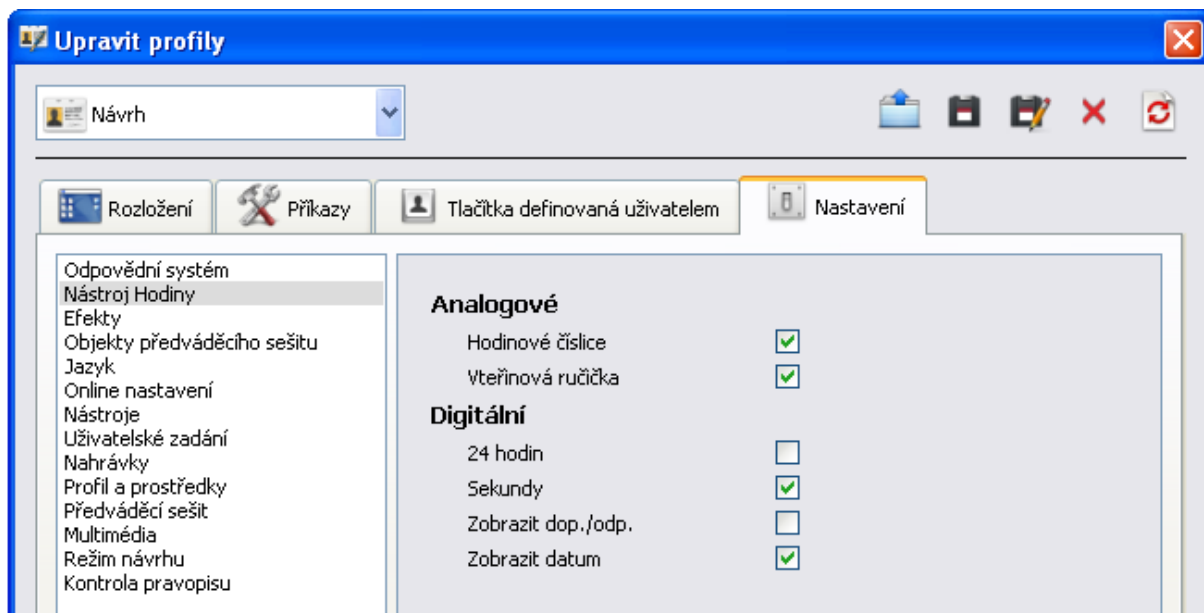 Upravit profily
Návrh
Rozložení
Příkazy
Tlačítka definovaná uživatelem
Nastavení
Odpovědní systém
Nástroj Hodiny
Efekty
Objekty předváděcího sešitu
Jazyk
Online nastavení
Nástroje
Uživatelské zadání
Nahrávky
Profil a prostředky
Předváděcí sešit
Multimédia
Režim návrhu
Kontrola pravopisu
Analogové
Hodinové číslice
Vteřinová ručička
Digitální
24 hodin
Sekundy
Zobrazit dop./odp.
Zobrazit datum